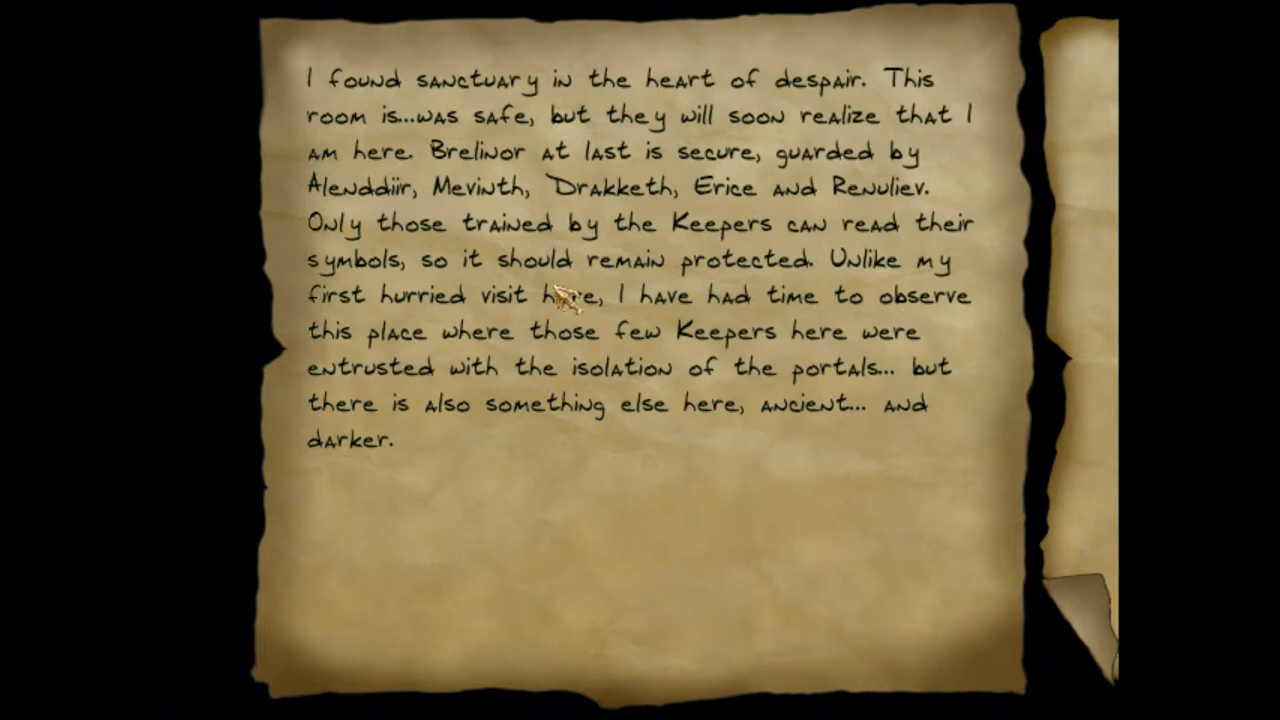 I found sanctuary in the heart of despair. This
room is...was safe, but they will soon realize that I
am here. Brelinor at last is secure, guarded by
Alenddiir, Mevinth, Drakketh, Erice and Renuliev.
Only those trained by the Keepers can read their
symbols, so it should remain protected. Unlike my
first hurried visit here, I have had time to observe
this place where those few Keepers here were
entrusted with the isolation of the portals... but
there is also something else here, ancient... and
darker.